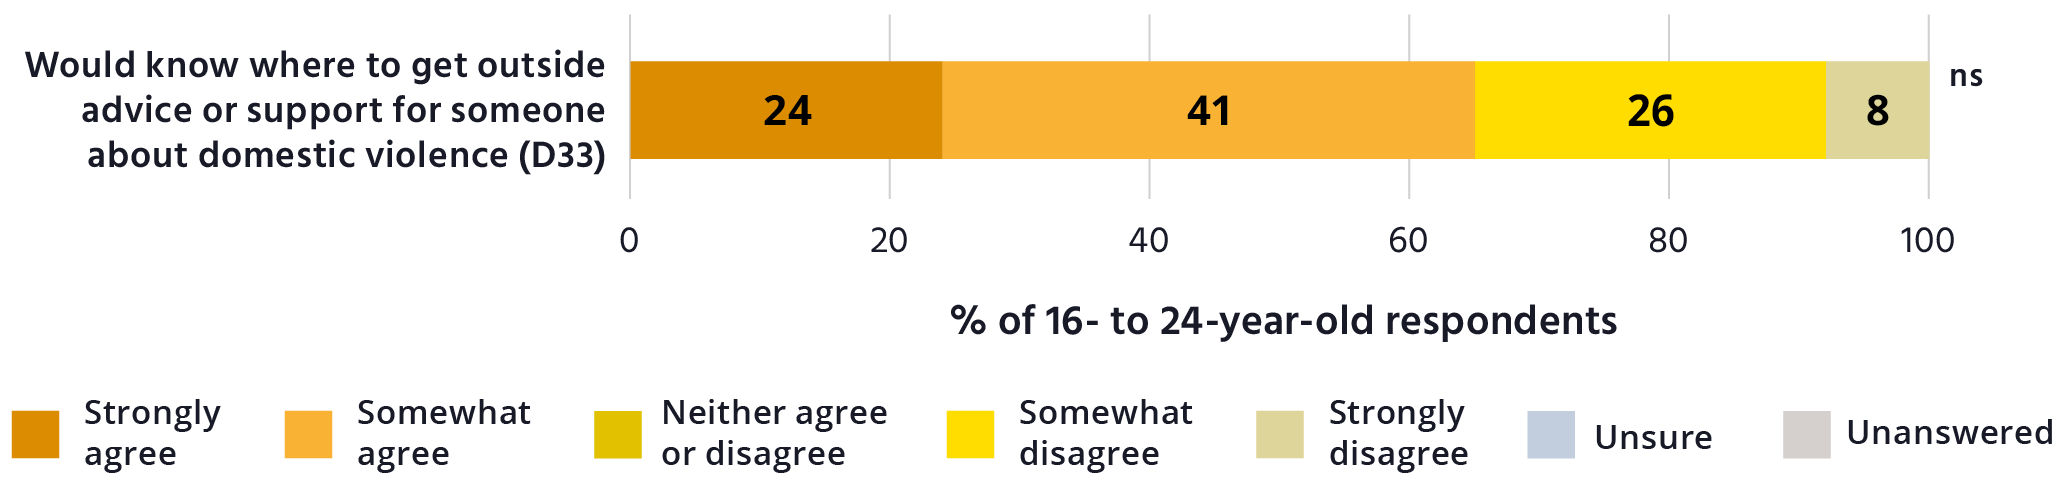 Would know where to get outside
advice or support for someone
about domestic violence (D33)
24
41
26
8
ns
0
20
40
60
80
100
% of 16- to 24-year-old respondents
Strongly
agree
Somewhat
agree
Neither agree
or disagree
Somewhat
disagree
Strongly
disagree
Unsure
Unanswered